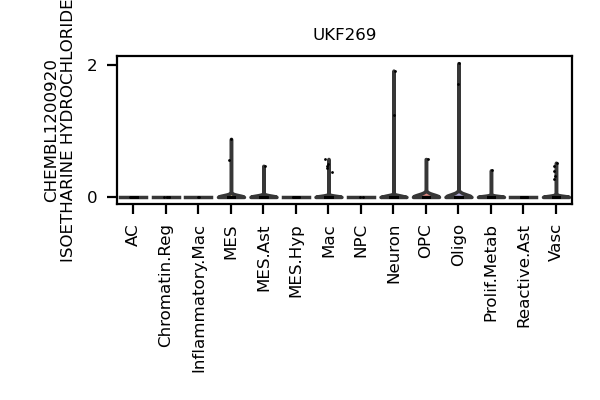 UKF269
CHEMBL1200920
ISOETHARINE HYDROCHLORIDE
2
0
AC
Chromatin.Reg
Inflammatory.Mac
MES
MES.Ast
MES.Hyp
Mac
NPC
Neuron
OPC
Oligo
Prolif.Metab
Reactive.Ast
Vasc